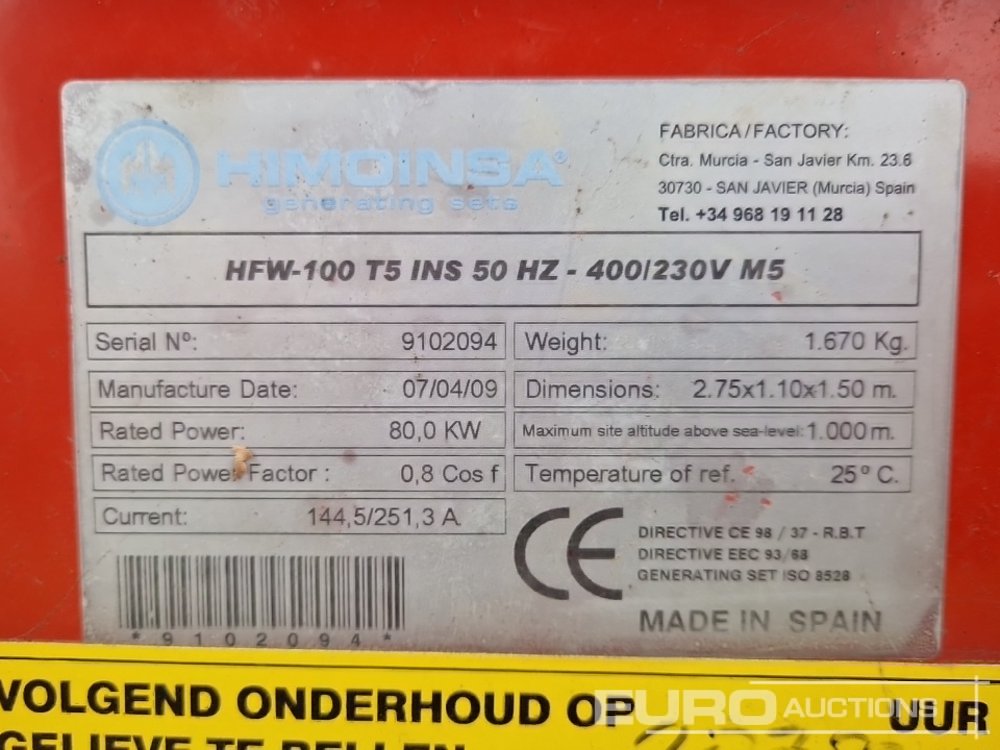 HIMOINSA®
generating sets
FABRICA/FACTORY:
Ctra. Murcia - San Javier Km. 23.6
30730 - SAN JAVIER (Murcia) Spain
Tel. +34 968 19 11 28
HFW-100 T5 INS 50 HZ - 400/230V M5
Serial Nº: 9102094
Weight: 1.670 Kg.
Manufacture Date: 07/04/09
Dimensions: 2.75x1.10x1.50 m.
Rated Power: 80,0 KW
Maximum site altitude above sea-level: 1.000 m.
Rated Power Factor : 0,8 Cos f
Temperature of ref. 25º C.
Current: 144,5/251,3 A
CE
DIRECTIVE CE 98 / 37 - R.B.T
DIRECTIVE EEC 93/68
GENERATING SET ISO 8528
MADE IN SPAIN
*9102094*
VOLGEND ONDERHOUD OP UUR
GELIEVE TE BELLEN
EURO AUCTIONS